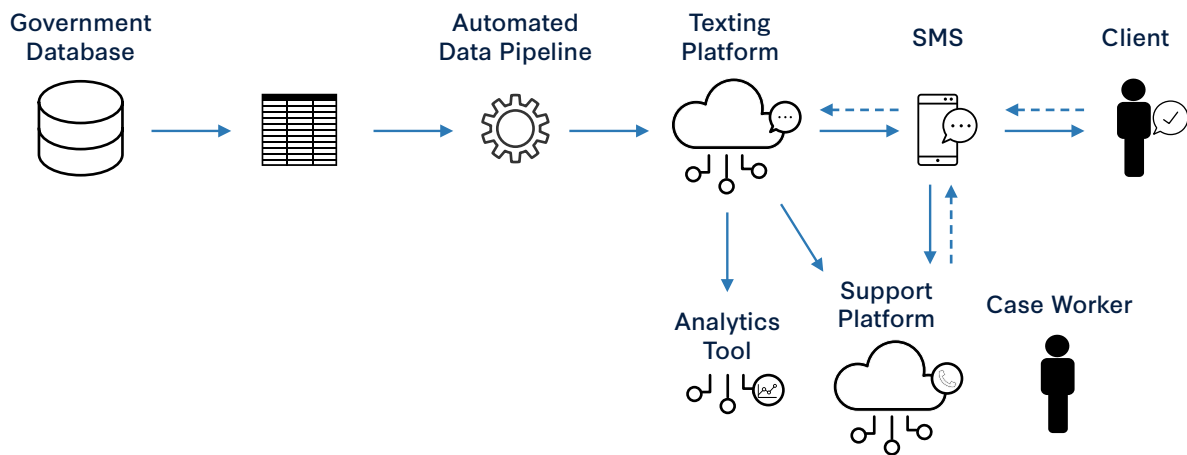 Government
Database
Automated
Data Pipeline
Texting
Platform
SMS
Client
Analytics
Tool
Support
Platform
Case Worker